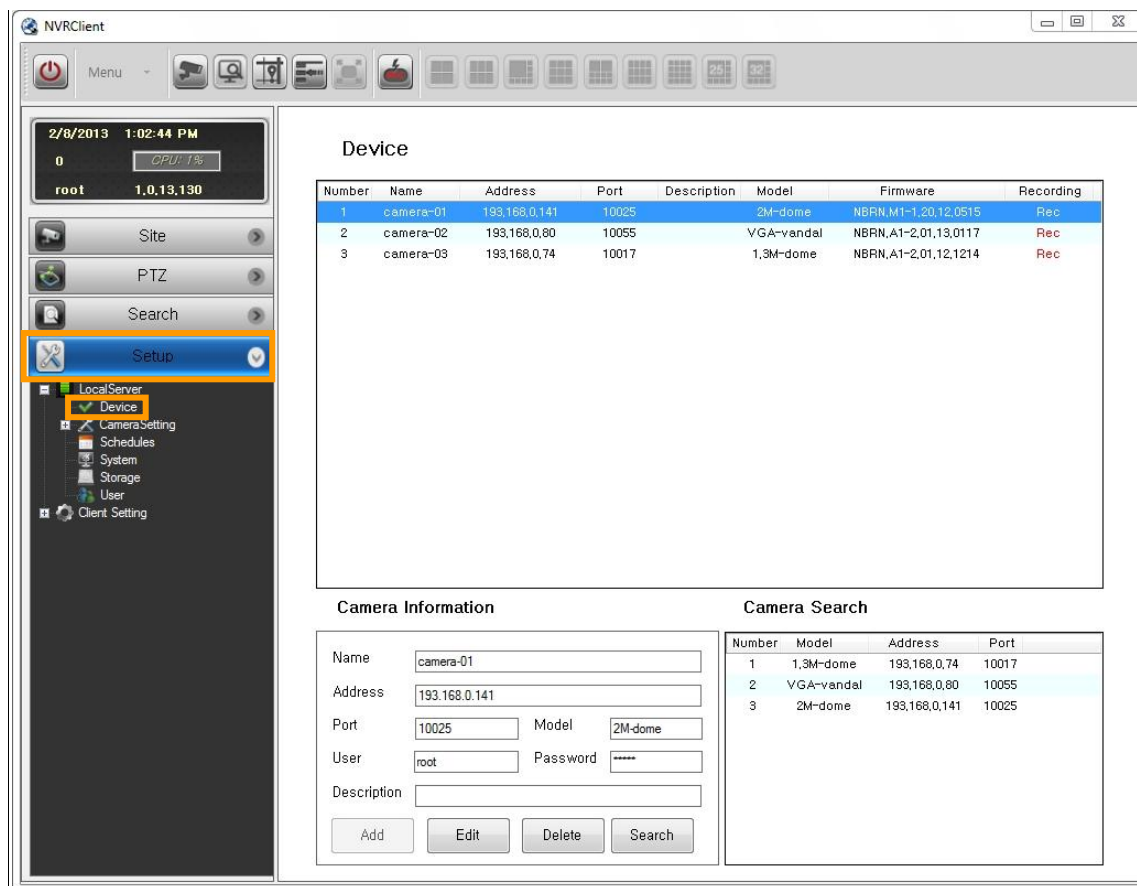 NVRClient
Menu
25
32
2/8/2013 1:02:44 PM
0 CPU: 1%
root 1,0,13,130
Site
PTZ
Search
Setup
LocalServer
Device
CameraSetting
Schedules
System
Storage
User
Client Setting
Device
Number Name Address Port Description Model Firmware Recording
1 camera-01 193,168,0,141 10025 2M-dome NBRN,M1-1,20,12,0515 Rec
2 camera-02 193,168,0,80 10055 VGA-vandal NBRN,A1-2,01,13,0117 Rec
3 camera-03 193,168,0,74 10017 1,3M-dome NBRN,A1-2,01,12,1214 Rec
Camera Information
Name camera-01
Address 193.168.0.141
Port 10025 Model 2M-dome
User root Password *****
Description
Add Edit Delete Search
Camera Search
Number Model Address Port
1 1,3M-dome 193,168,0,74 10017
2 VGA-vandal 193,168,0,80 10055
3 2M-dome 193,168,0,141 10025